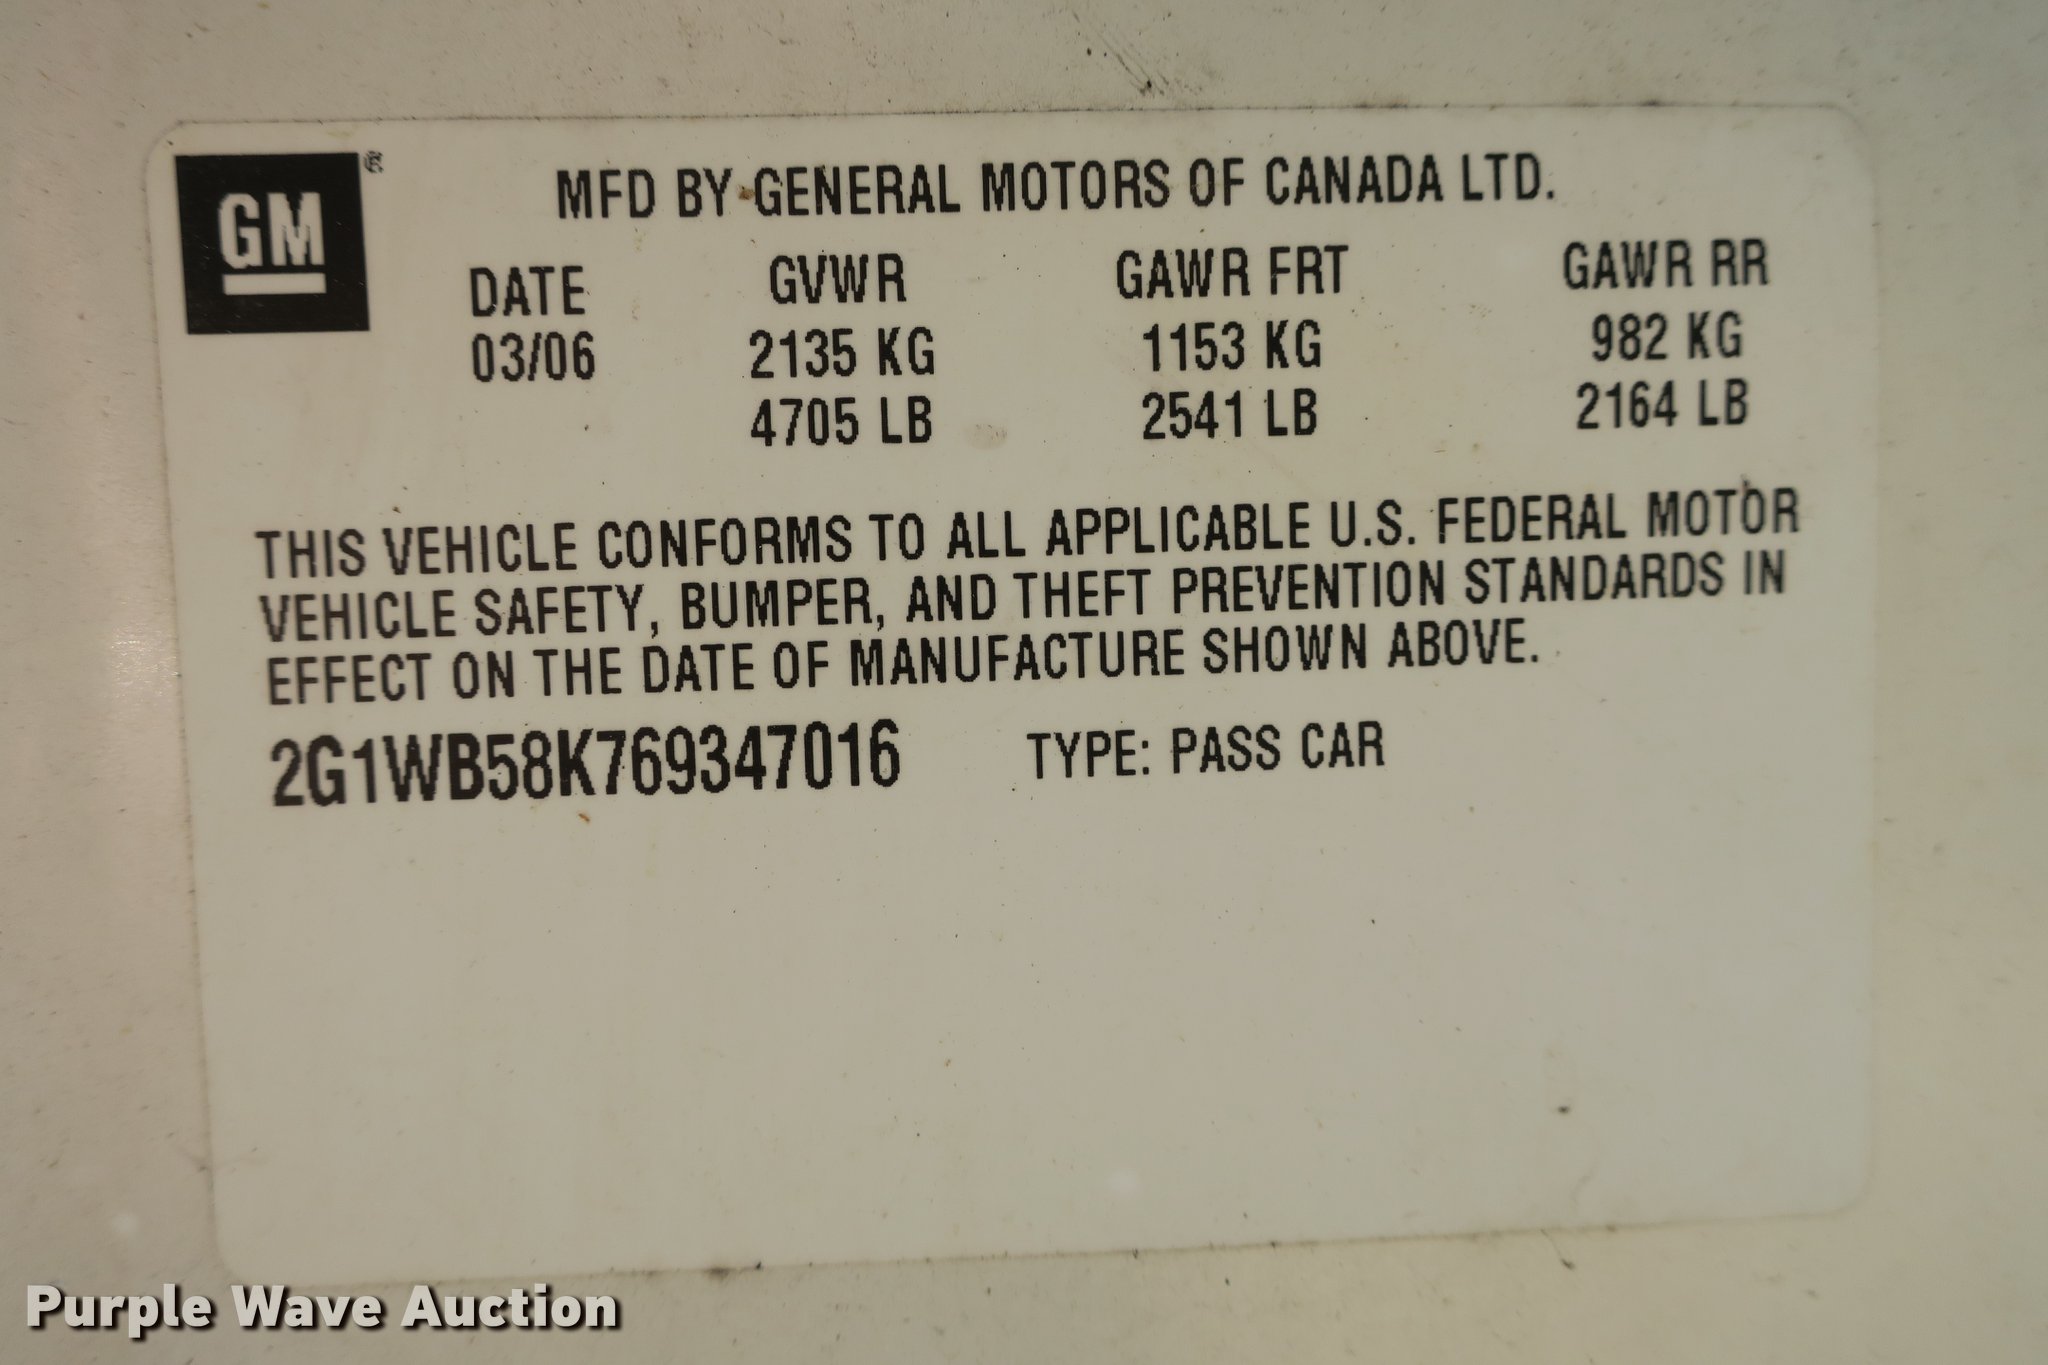 GM ®
MFD BY GENERAL MOTORS OF CANADA LTD.
DATE GVWR GAWR FRT GAWR RR
03/06 2135 KG 1153 KG 982 KG
4705 LB 2541 LB 2164 LB
THIS VEHICLE CONFORMS TO ALL APPLICABLE U.S. FEDERAL MOTOR
VEHICLE SAFETY, BUMPER, AND THEFT PREVENTION STANDARDS IN
EFFECT ON THE DATE OF MANUFACTURE SHOWN ABOVE.
2G1WB58K769347016 TYPE: PASS CAR
Purple Wave Auction